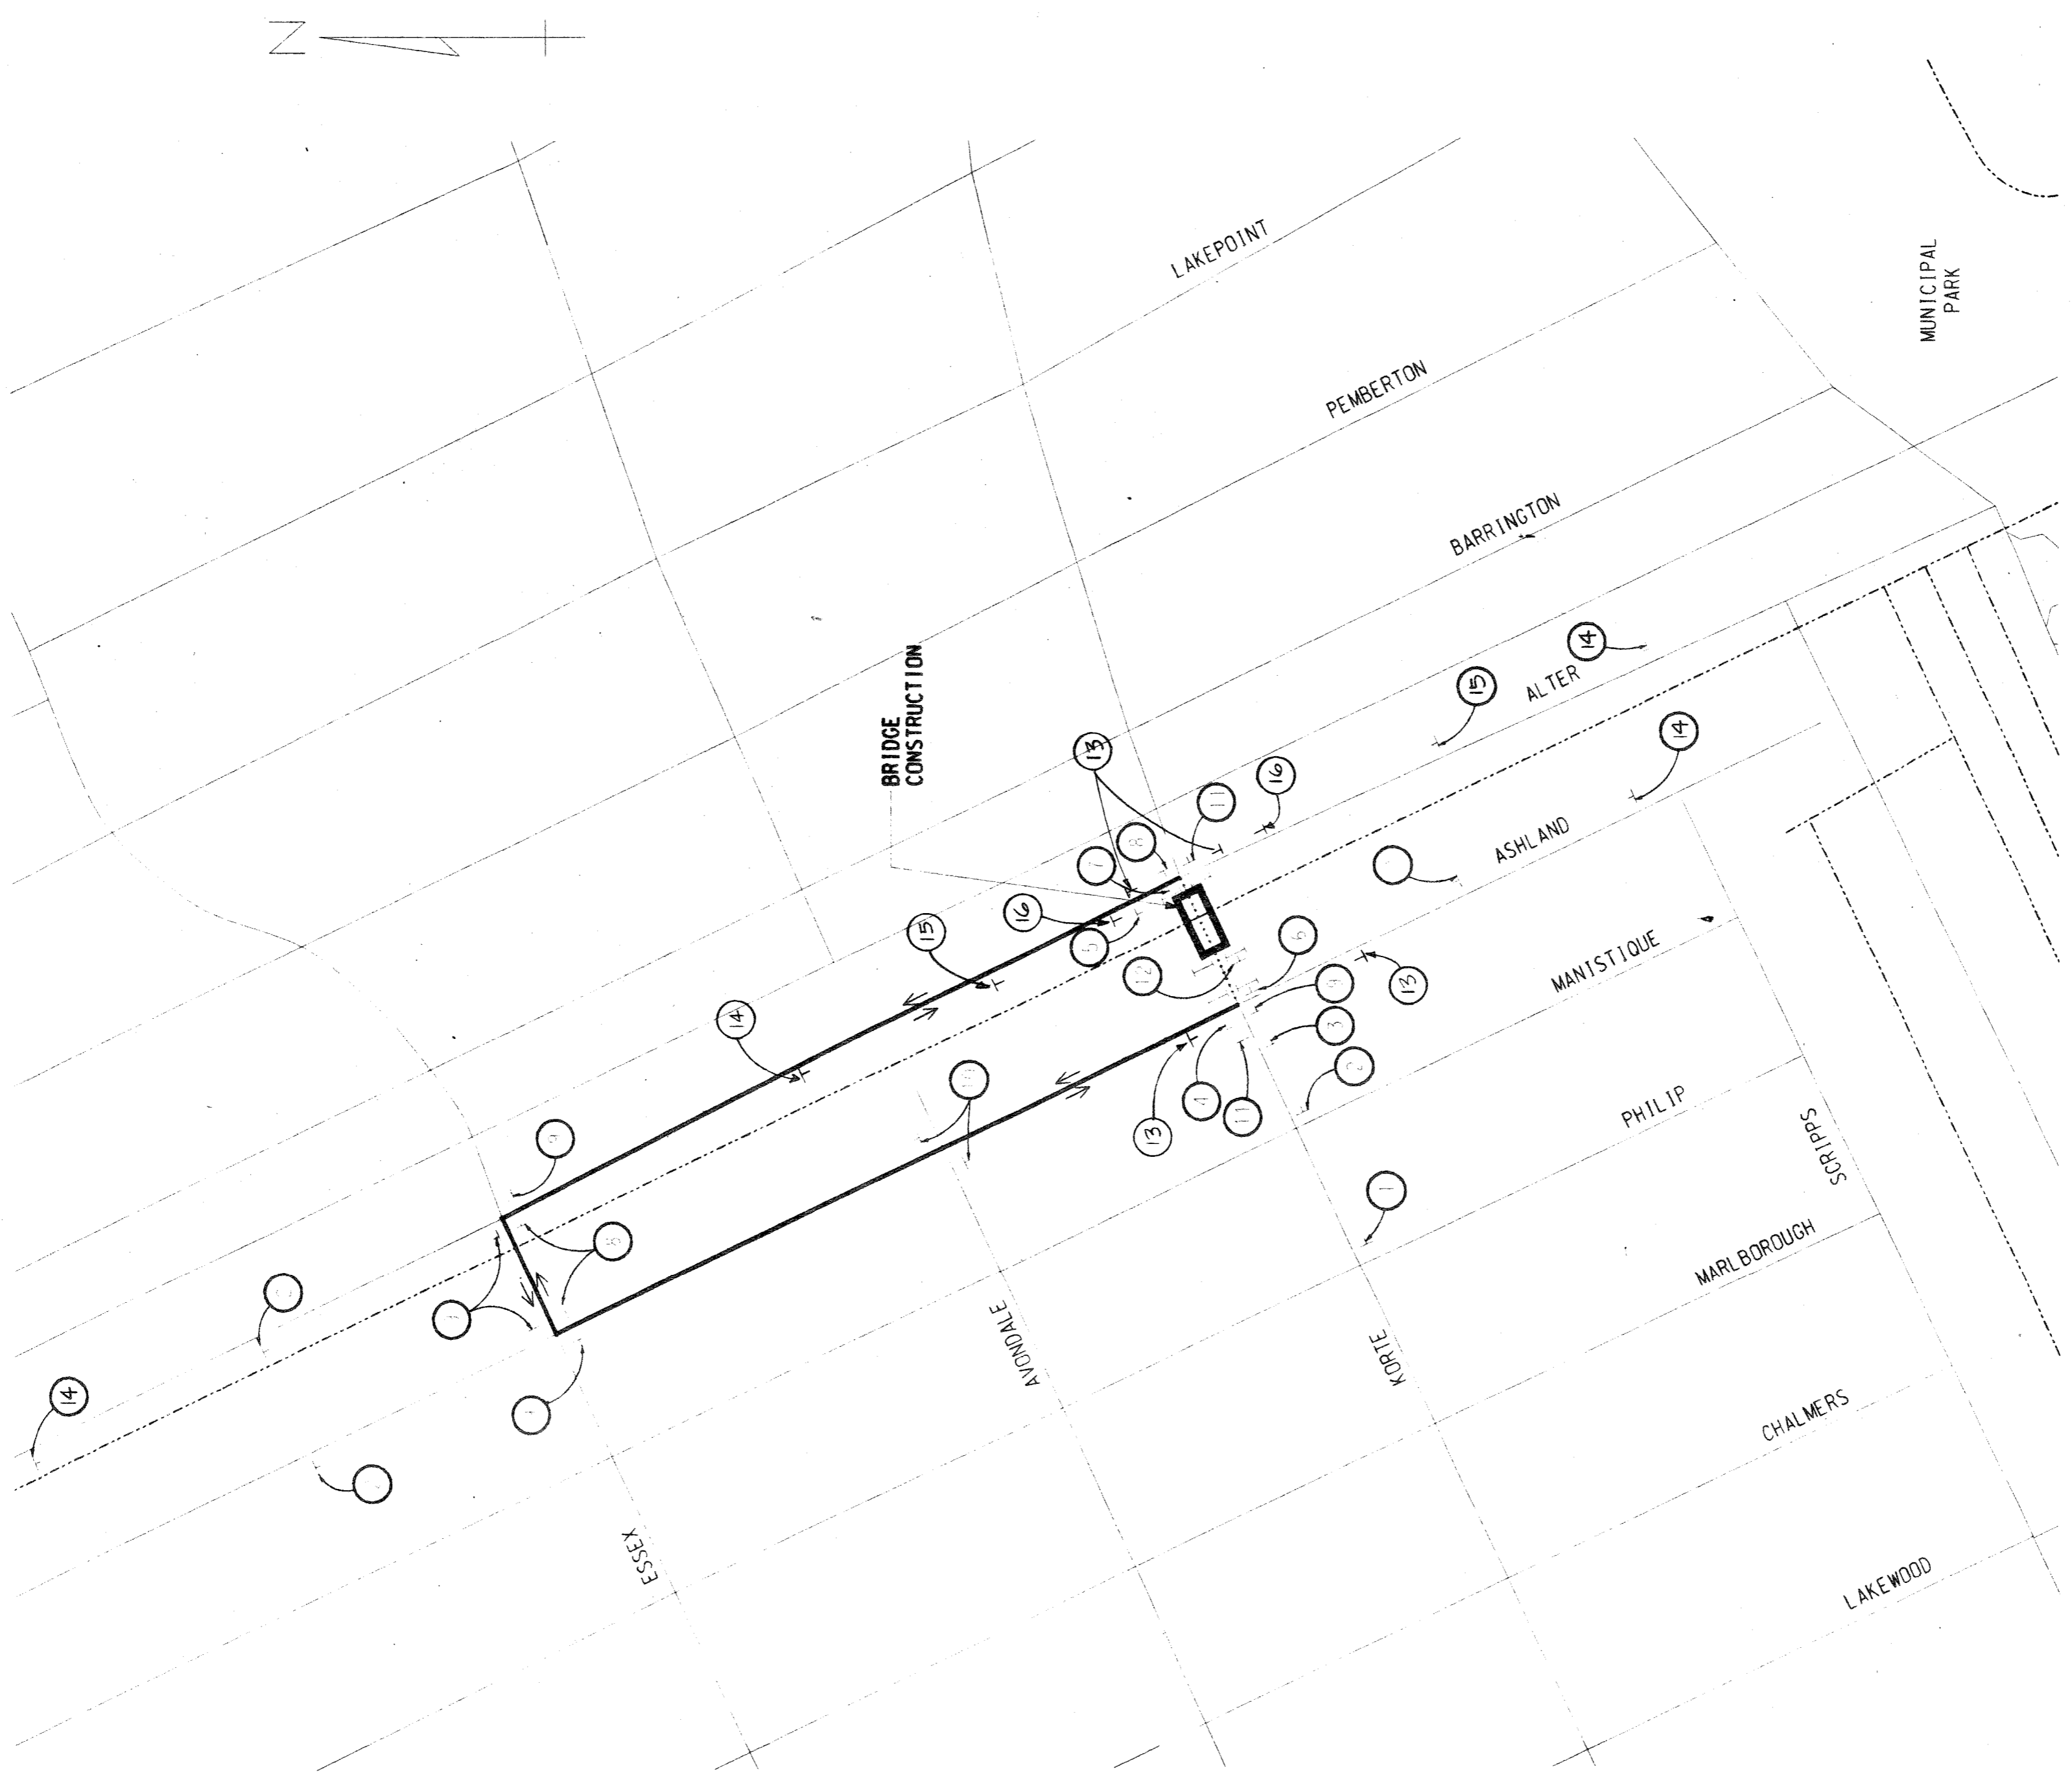 N
LAKEPOINT
PEMBERTON
MUNICIPAL
PARK
BARRINGTON
BRIDGE
CONSTRUCTION
14
15
ALTER
14
13
16
11
ASHLAND
7
8
16
5
15
12
6
MANISTIQUE
13
9
3
14
10
4
11
2
13
PHILIP
SCRIPPS
1
MARLBOROUGH
AVONDALE
KORTE
14
CHALMERS
ESSEX
LAKEWOOD